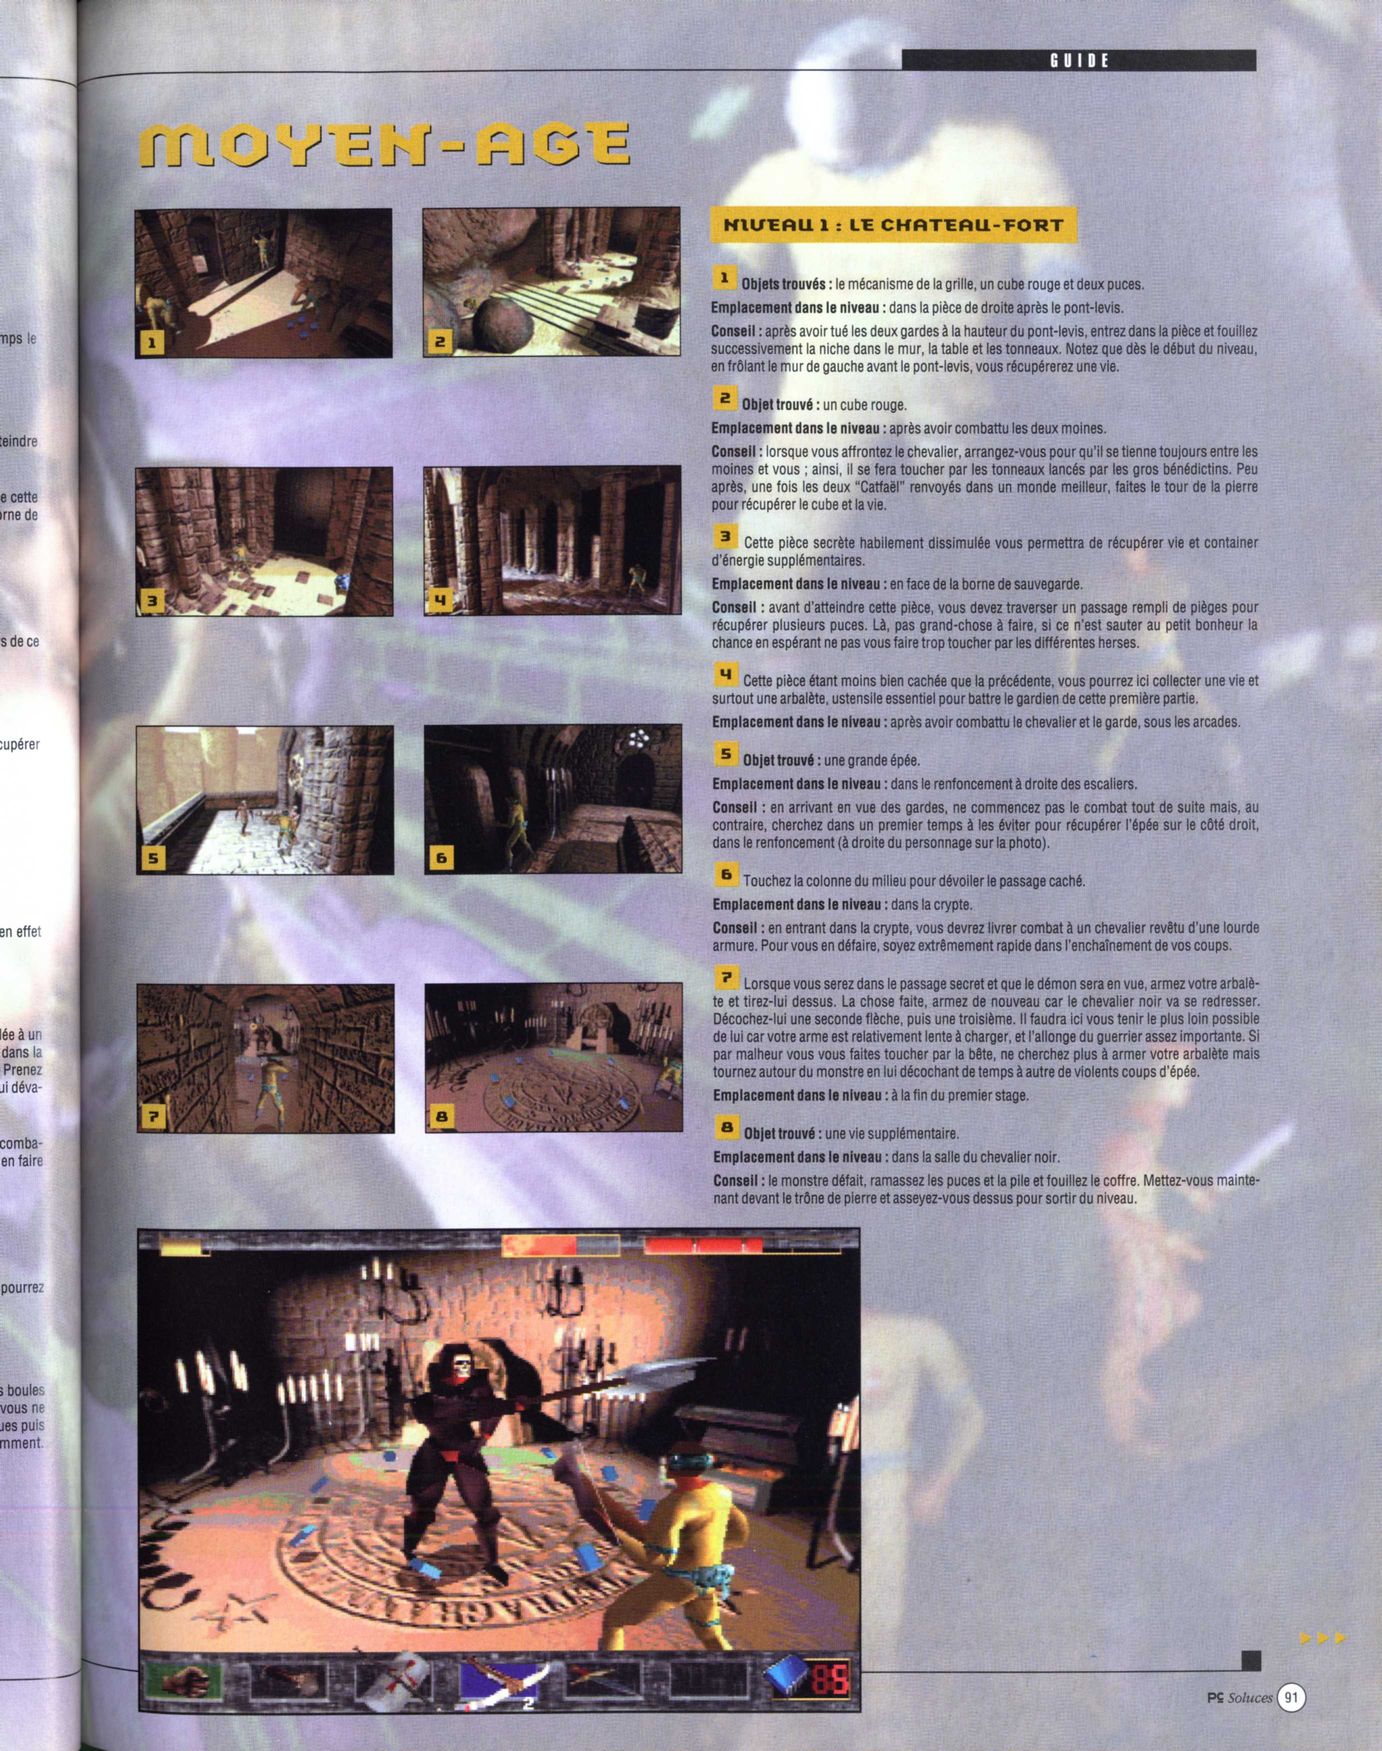 GUIDE
MOYEN-AGE
1
2
3
4
5
6
7
8
NIVEAU 1 : LE CHATEAU-FORT
1 Objets trouvés : le mécanisme de la grille, un cube rouge et deux puces.
Emplacement dans le niveau : dans la pièce de droite après le pont-levis.
Conseil : après avoir tué les deux gardes à la hauteur du pont-levis, entrez dans la pièce et fouillez
successivement la niche dans le mur, la table et les tonneaux. Notez que dès le début du niveau,
en frôlant le mur de gauche avant le pont-levis, vous récupérerez une vie.
2 Objet trouvé : un cube rouge.
Emplacement dans le niveau : après avoir combattu les deux moines.
Conseil : lorsque vous affrontez le chevalier, arrangez-vous pour qu'il se tienne toujours entre les
moines et vous ; ainsi, il se fera toucher par les tonneaux lancés par les gros bénédictins. Peu
après, une fois les deux "Catfaël" renvoyés dans un monde meilleur, faites le tour de la pierre
pour récupérer le cube et la vie.
3 Cette pièce secrète habilement dissimulée vous permettra de récupérer vie et container
d'énergie supplémentaires.
Emplacement dans le niveau : en face de la borne de sauvegarde.
Conseil : avant d'atteindre cette pièce, vous devez traverser un passage rempli de pièges pour
récupérer plusieurs puces. Là, pas grand-chose à faire, si ce n'est sauter au petit bonheur la
chance en espérant ne pas vous faire trop toucher par les différentes herses.
4 Cette pièce étant moins bien cachée que la précédente, vous pourrez ici collecter une vie et
surtout une arbalète, ustensile essentiel pour battre le gardien de cette première partie.
Emplacement dans le niveau : après avoir combattu le chevalier et le garde, sous les arcades.
5 Objet trouvé : une grande épée.
Emplacement dans le niveau : dans le renfoncement à droite des escaliers.
Conseil : en arrivant en vue des gardes, ne commencez pas le combat tout de suite mais, au
contraire, cherchez dans un premier temps à les éviter pour récupérer l'épée sur le côté droit,
dans le renfoncement (à droite du personnage sur la photo).
6 Touchez la colonne du milieu pour dévoiler le passage caché.
Emplacement dans le niveau : dans la crypte.
Conseil : en entrant dans la crypte, vous devrez livrer combat à un chevalier revêtu d'une lourde
armure. Pour vous en défaire, soyez extrêmement rapide dans l'enchaînement de vos coups.
7 Lorsque vous serez dans le passage secret et que le démon sera en vue, armez votre arbalè-
te et tirez-lui dessus. La chose faite, armez de nouveau car le chevalier noir va se redresser.
Décochez-lui une seconde flèche, puis une troisième. Il faudra ici vous tenir le plus loin possible
de lui car votre arme est relativement lente à charger, et l'allonge du guerrier assez importante. Si
par malheur vous vous faites toucher par la bête, ne cherchez plus à armer votre arbalète mais
tournez autour du monstre en lui décochant de temps à autre de violents coups d'épée.
Emplacement dans le niveau : à la fin du premier stage.
8 Objet trouvé : une vie supplémentaire.
Emplacement dans le niveau : dans la salle du chevalier noir.
Conseil : le monstre défait, ramassez les puces et la pile et fouillez le coffre. Mettez-vous mainte-
nant devant le trône de pierre et asseyez-vous dessus pour sortir du niveau.
2
PC Soluces 91
mps le
teindre
e cette
orne de
s de ce
cupérer
en effet
lée à un
dans la
Prenez
ui déva-
comba-
en faire
pourrez
s boules
vous ne
ues puis
mment.